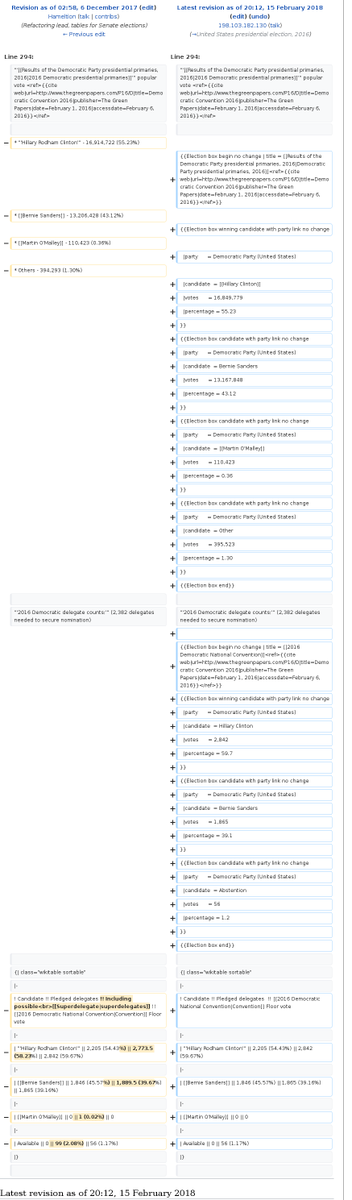 Revision as of 02:58, 6 December 2017 (edit)
Hamelton (talk | contribs)
(Refactoring lead, tables for Senate elections)
← Previous edit
Latest revision as of 20:12, 15 February 2018
(edit) (undo)
198.103.182.130 (talk)
(→United States presidential election, 2016)
Line 294:
Line 294:
'''[[Results of the Democratic Party presidential primaries,
2016|2016 Democratic Party presidential primaries]]''' popular
vote <ref>{{cite
web|url=http://www.thegreenpapers.com/P16/D|title=Demo
cratic Convention 2016|publisher=The Green
Papers|date=February 1, 2016|accessdate=February 6,
2016}}</ref>
'''[[Results of the Democratic Party presidential primaries,
2016|2016 Democratic Party presidential primaries]]''' popular
vote <ref>{{cite
web|url=http://www.thegreenpapers.com/P16/D|title=Demo
cratic Convention 2016|publisher=The Green
Papers|date=February 1, 2016|accessdate=February 6,
2016}}</ref>
− * '''Hillary Rodham Clinton''' - 16,914,722 (55.23%)
+ {{Election box begin no change | title = [[Results of the
Democratic Party presidential primaries, 2016|Democratic
Party presidential primaries, 2016]]<ref>{{cite
web|url=http://www.thegreenpapers.com/P16/D|title=Demo
cratic Convention 2016|publisher=The Green
Papers|date=February 1, 2016|accessdate=February 6,
2016}}</ref>}}
− * [[Bernie Sanders]] - 13,206,428 (43.12%)
+ {{Election box winning candidate with party link no change
− * [[Martin O'Malley]] - 110,423 (0.36%)
+ |party = Democratic Party (United States)
− * Others - 394,293 (1.30%)
+ |candidate = [[Hillary Clinton]]
+ |votes = 16,849,779
+ |percentage = 55.23
+ }}
+ {{Election box candidate with party link no change
+ |party = Democratic Party (United States)
+ |candidate = Bernie Sanders
+ |votes = 13,167,848
+ |percentage = 43.12
+ }}
+ {{Election box candidate with party link no change
+ |party = Democratic Party (United States)
+ |candidate = [[Martin O'Malley]]
+ |votes = 110,423
+ |percentage = 0.36
+ }}
+ {{Election box candidate with party link no change
+ |party = Democratic Party (United States)
+ |candidate = Other
+ |votes = 395,523
+ |percentage = 1.30
+ }}
+ {{Election box end}}
'''2016 Democratic delegate counts:''' (2,382 delegates
needed to secure nomination)
'''2016 Democratic delegate counts:''' (2,382 delegates
needed to secure nomination)
+
+ {{Election box begin no change | title = [[2016
Democratic National Convention]]<ref>{{cite
web|url=http://www.thegreenpapers.com/P16/D|title=Demo
cratic Convention 2016|publisher=The Green
Papers|date=February 1, 2016|accessdate=February 6,
2016}}</ref>}}
+ {{Election box winning candidate with party link no change
+ |party = Democratic Party (United States)
+ |candidate = Hillary Clinton
+ |votes = 2,842
+ |percentage = 59.7
+ }}
+ {{Election box candidate with party link no change
+ |party = Democratic Party (United States)
+ |candidate = Bernie Sanders
+ |votes = 1,865
+ |percentage = 39.1
+ }}
+ {{Election box candidate with party link no change
+ |party = Democratic Party (United States)
+ |candidate = Abstention
+ |votes = 56
+ |percentage = 1.2
+ }}
+ {{Election box end}}
{| class="wikitable sortable"
{| class="wikitable sortable"
|-
|-
− ! Candidate !! Pledged delegates !! Including
possible<br>[[Superdelegate|superdelegates]] !!
[[2016 Democratic National Convention|Convention]] Floor
vote
+ ! Candidate !! Pledged delegates !! [[2016 Democratic
National Convention|Convention]] Floor vote
|-
|-
− | '''Hillary Rodham Clinton''' || 2,205 (54.43%) || 2,773.5
(58.23%) || 2,842 (59.67%)
+ | '''Hillary Rodham Clinton''' || 2,205 (54.43%) || 2,842
(59.67%)
|-
|-
− | [[Bernie Sanders]] || 1,846 (45.57%) || 1,889.5 (39.67%)
|| 1,865 (39.16%)
+ | [[Bernie Sanders]] || 1,846 (45.57%) || 1,865 (39.16%)
|-
|-
− | [[Martin O'Malley]] || 0 || 1 (0.02%) || 0
+ | [[Martin O'Malley]] || 0 || 0
|-
|-
− | Available || 0 || 99 (2.08%) || 56 (1.17%)
+ | Available || 0 || 56 (1.17%)
|}
|}
Latest revision as of 20:12, 15 February 2018